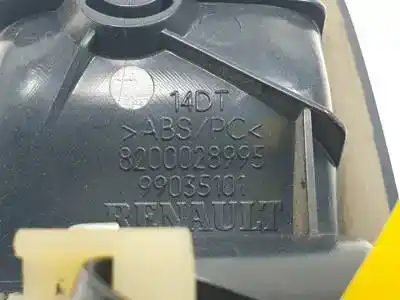 14DT
>ABS/PC<
8200028995
99035101
RENAULT